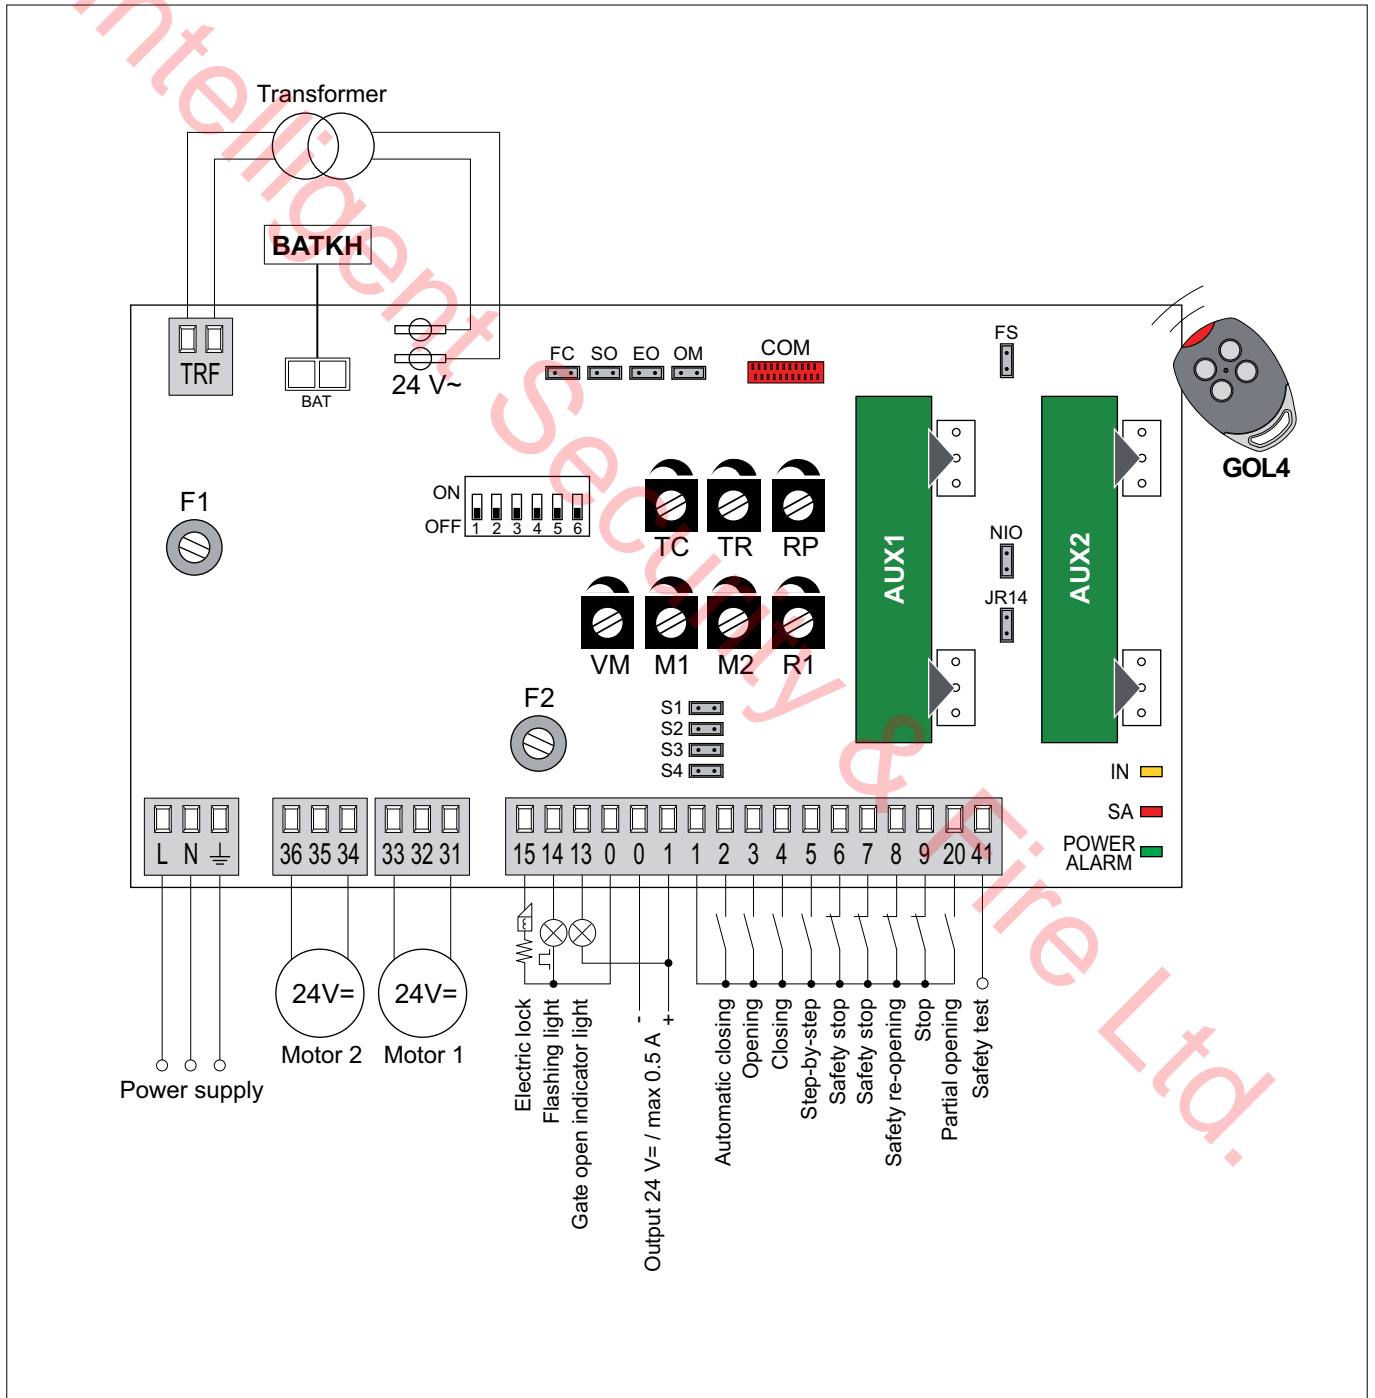 Intelligent Security & Fire Ltd.
Transformer
BATKH
TRF
BAT
24 V~
FC SO EO OM
COM
FS
GOL4
F1
ON
OFF
1 2 3 4 5 6
TC TR RP
VM M1 M2 R1
AUX1
NIO
JR14
AUX2
F2
S1
S2
S3
S4
IN
SA
POWER
ALARM
L N
36 35 34
33 32 31
15 14 13 0 0 1 1 2 3 4 5 6 7 8 9 20 41
24V=
Motor 2
24V=
Motor 1
Power supply
Electric lock
Flashing light
Gate open indicator light
- +
Output 24 V= / max 0.5 A
Automatic closing
Opening
Closing
Step-by-step
Safety stop
Safety stop
Safety re-opening
Stop
Partial opening
Safety test